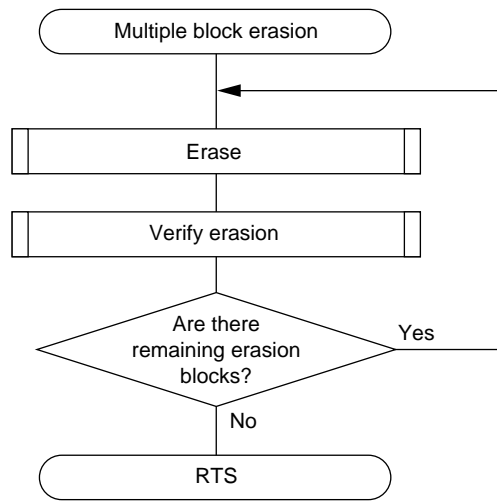 Multiple block erasion
Erase
Verify erasion
Are there
remaining erasion
blocks?
Yes
No
RTS